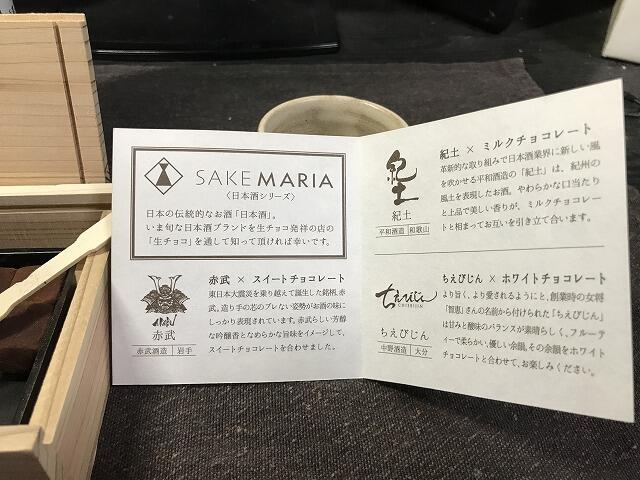 SAKE MARIA
〈日本酒シリーズ〉
日本の伝統的なお酒「日本酒」。
いま旬な日本酒ブランドを生チョコ発祥の店の
「生チョコ」を通して知って頂ければ幸いです。
赤武 × スイートチョコレート
東日本大震災を乗り越えて誕生した銘柄、赤
武。造り手の芯のブレない姿勢がお酒の味に
しっかり表現されています。赤武らしい芳醇
な吟醸香となめらかな旨味をイメージして、
スイートチョコレートを合わせました。
赤武
赤武酒造 岩手
紀土 × ミルクチョコレート
革新的な取り組みで日本酒業界に新しい風
を吹かせる平和酒造の「紀土」は、紀州の
風土を表現したお酒。やわらかな口当たり
と上品で美しい香りが、ミルクチョコレー
トと相まってお互いを引き立て合います。
紀土
紀土
平和酒造 和歌山
ちえびじん × ホワイトチョコレート
より旨く、より愛されるようにと、創業時の女将
「智恵」さんの名前から付けられた「ちえびじん」
は甘みと酸味のバランスが素晴らしく、フルーテ
ィーで柔らかい優しい余韻。その余韻をホワイト
チョコレートと合わせて、お楽しみください。
ちえびじん
CHIEBIJIN
ちえびじん
中野酒造 大分